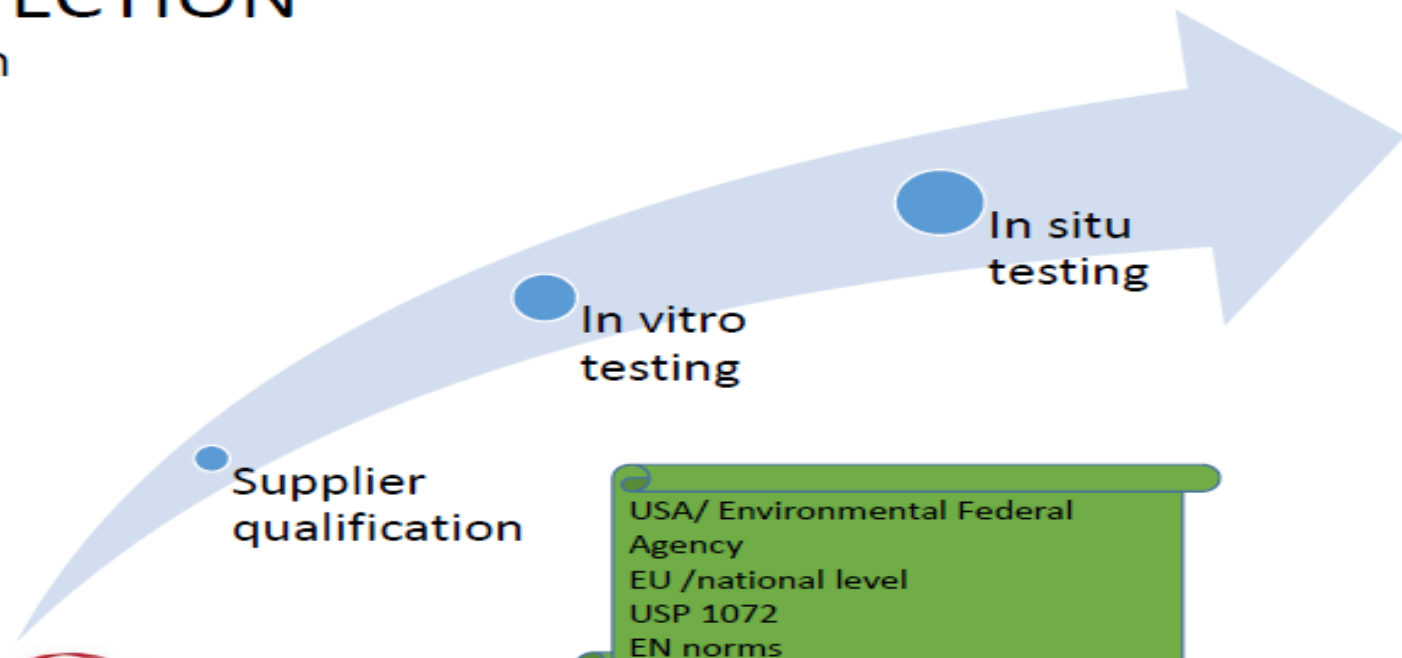 ECTION
n
In situ
testing
In vitro
testing
Supplier
qualification
USA/ Environmental Federal
Agency
EU /national level
USP 1072
EN norms